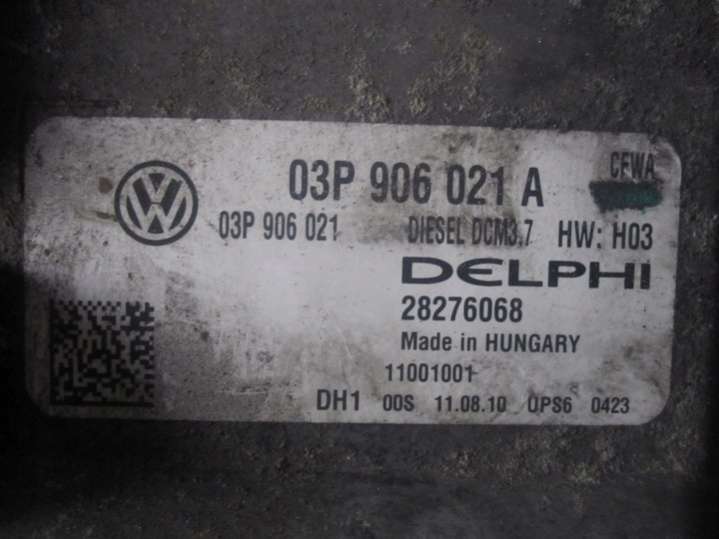 CFWA
03P 906 021 A
03P 906 021 DIESEL DCM3.7 HW: H03
DELPHI
28276068
Made in HUNGARY
11001001
DH1 00S 11.08.10 UPS6 0423